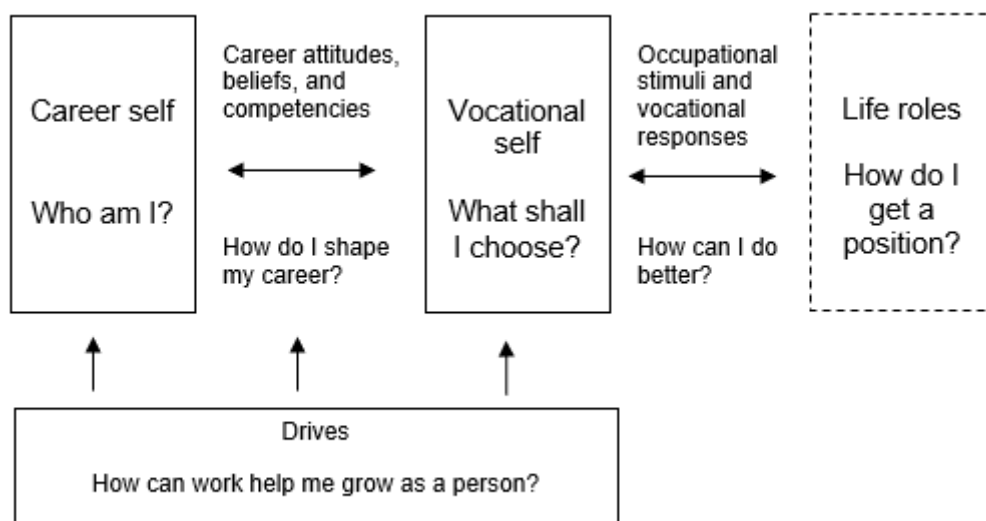 Career self
Who am I?
Career attitudes,
beliefs, and
competencies
How do I shape
my career?
Vocational
self
What shall
I choose?
Occupational
stimuli and
vocational
responses
How can I do
better?
Life roles
How do I
get a
position?
Drives
How can work help me grow as a person?